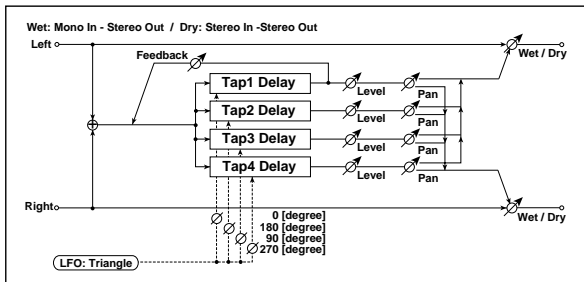 Wet: Mono In - Stereo Out / Dry: Stereo In -Stereo Out
Left
Feedback
Wet / Dry
Tap1 Delay
Level
Pan
Tap2 Delay
Level
Pan
Tap3 Delay
Level
Pan
Tap4 Delay
Level
Pan
Right
Wet / Dry
0 [degree]
180 [degree]
90 [degree]
270 [degree]
LFO: Triangle